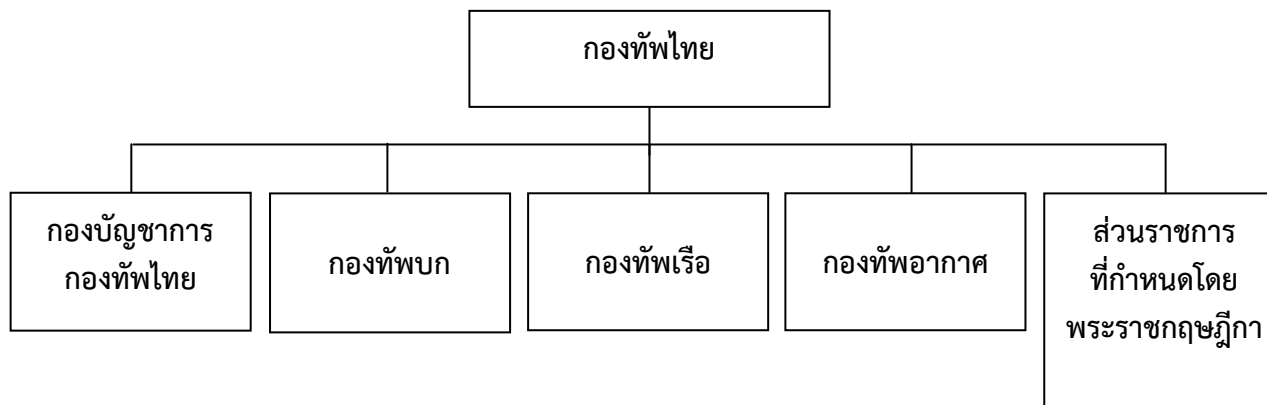 กองทัพไทย
กองบัญชาการ
กองทัพไทย
กองทัพบก
กองทัพเรือ
กองทัพอากาศ
ส่วนราชการ
ที่กำหนดโดย
พระราชกฤษฎีกา